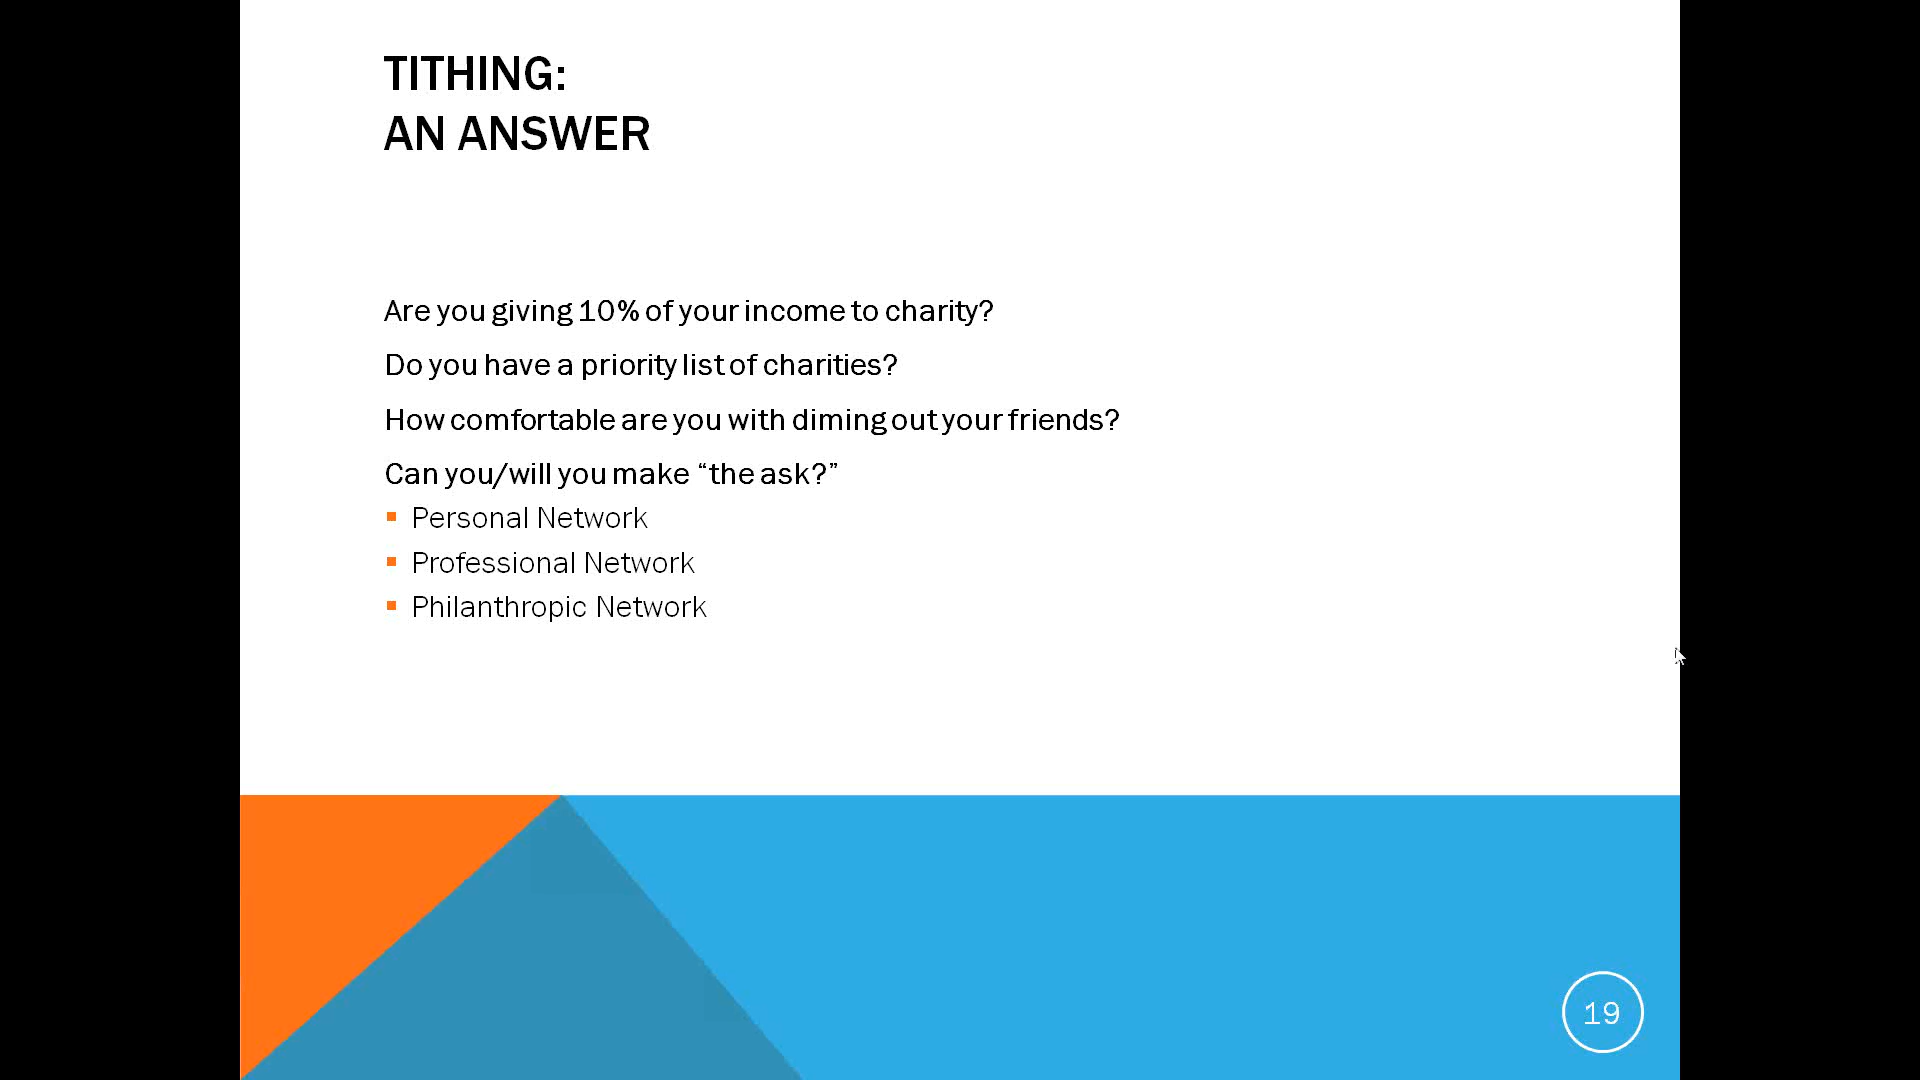 TITHING:
AN ANSWER
Are you giving 10% of your income to charity?
Do you have a priority list of charities?
How comfortable are you with diming out your friends?
Can you/will you make “the ask?”
Personal Network
Professional Network
Philanthropic Network
19